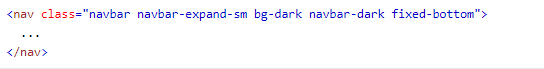 <nav class="navbar navbar-expand-sm bg-dark navbar-dark fixed-bottom">
  ...
</nav>